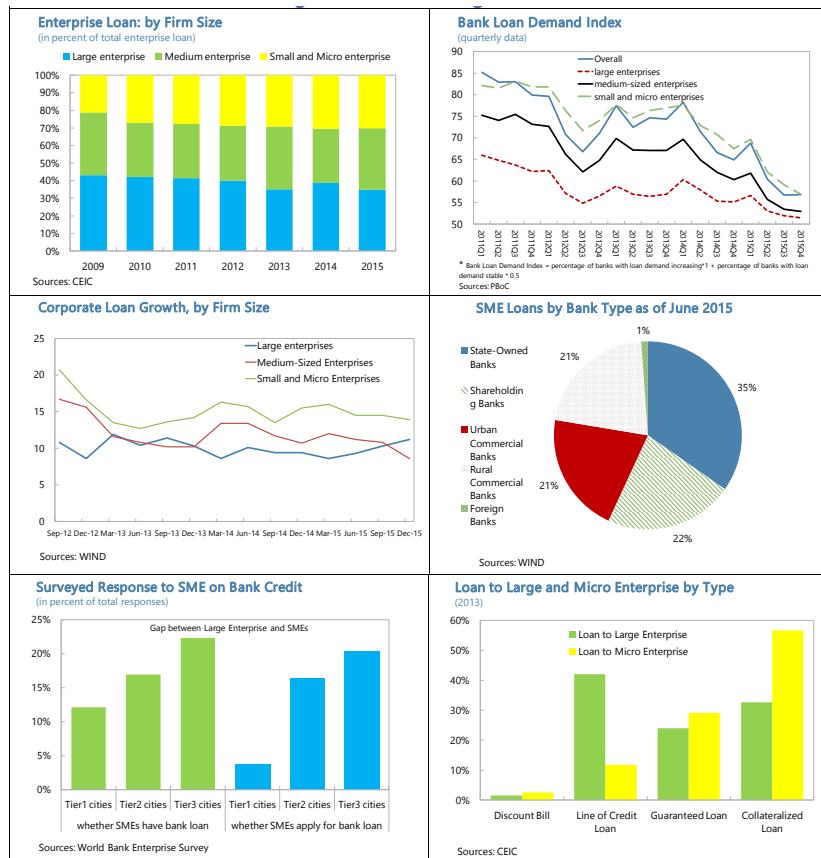 Enterprise Loan: by Firm Size
(in percent of total enterprise loan)
Large enterprise Medium enterprise Small and Micro enterprise
100%
90%
80%
70%
60%
50%
40%
30%
20%
10%
0%
2009 2010 2011 2012 2013 2014 2015
Sources: CEIC
Bank Loan Demand Index
(quarterly data)
Overall
large enterprises
medium-sized enterprises
small and micro enterprises
90
85
80
75
70
65
60
55
50
2011Q1 2011Q2 2011Q3 2011Q4 2012Q1 2012Q2 2012Q3 2012Q4 2013Q1 2013Q2 2013Q3 2013Q4 2014Q1 2014Q2 2014Q3 2014Q4 2015Q1 2015Q2 2015Q3 2015Q4
* Bank Loan Demand Index = percentage of banks with loan demand increasing*1 + percentage of banks with loan
demand stable * 0.5
Sources: PBoC
Corporate Loan Growth, by Firm Size
Large enterprises
Medium-Sized Enterprises
Small and Micro Enterprises
25
20
15
10
5
0
Sep-12 Dec-12 Mar-13 Jun-13 Sep-13 Dec-13 Mar-14 Jun-14 Sep-14 Dec-14 Mar-15 Jun-15 Sep-15 Dec-15
Sources: WIND
SME Loans by Bank Type as of June 2015
State-Owned
Banks
Shareholdin
g Banks
Urban
Commercial
Banks
Rural
Commercial
Banks
Foreign
Banks
1%
21%
35%
21%
22%
Sources: WIND
Surveyed Response to SME on Bank Credit
(in percent of total responses)
Gap between Large Enterprise and SMEs
25%
20%
15%
10%
5%
0%
Tier1 cities Tier2 cities Tier3 cities Tier1 cities Tier2 cities Tier3 cities
whether SMEs have bank loan whether SMEs apply for bank loan
Sources: World Bank Enterprise Survey
Loan to Large and Micro Enterprise by Type
(2013)
Loan to Large Enterprise
Loan to Micro Enterprise
60%
50%
40%
30%
20%
10%
0%
Discount Bill Line of Credit Guaranteed Loan Collateralized
Loan Loan
Sources: CEIC